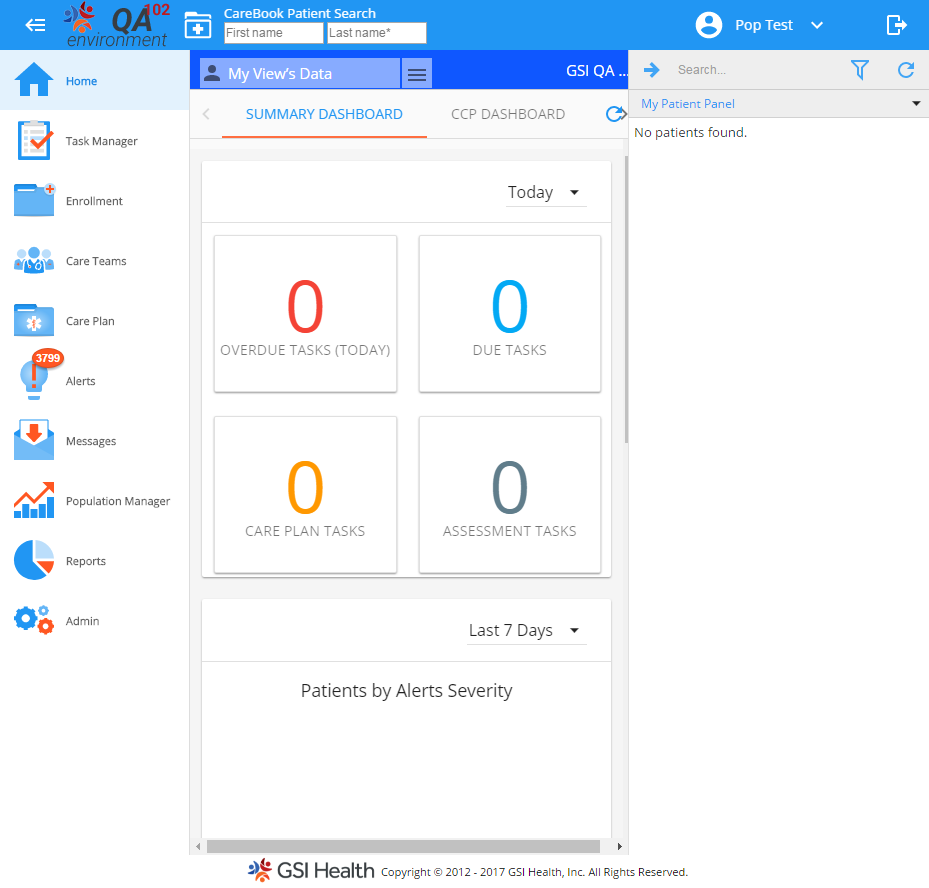 QA 102
environment
CareBook Patient Search
First name
Last name*
Pop Test
Home
Task Manager
Enrollment
Care Teams
Care Plan
3799
Alerts
Messages
Population Manager
Reports
Admin
My View's Data
GSI QA ...
SUMMARY DASHBOARD
CCP DASHBOARD
Today
0
OVERDUE TASKS (TODAY)
0
DUE TASKS
0
CARE PLAN TASKS
0
ASSESSMENT TASKS
Last 7 Days
Patients by Alerts Severity
Search...
My Patient Panel
No patients found.
GSI Health Copyright © 2012 - 2017 GSI Health, Inc. All Rights Reserved.